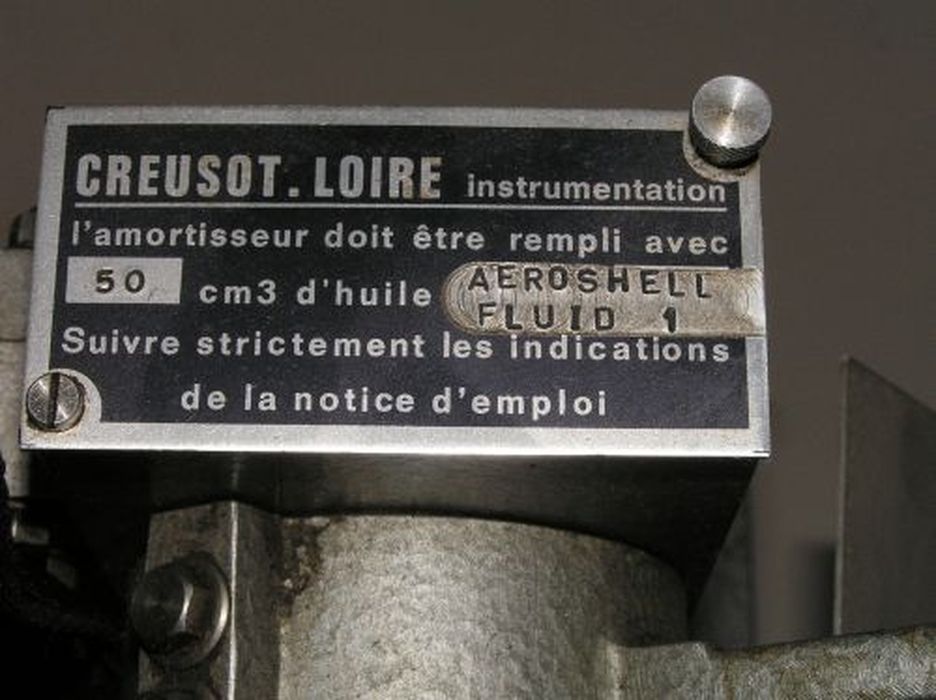 CREUSOT.LOIRE instrumentation
l'amortisseur doit être rempli avec
50 cm3 d'huile AEROSHELL
FLUID 1
Suivre strictement les indications
de la notice d'emploi